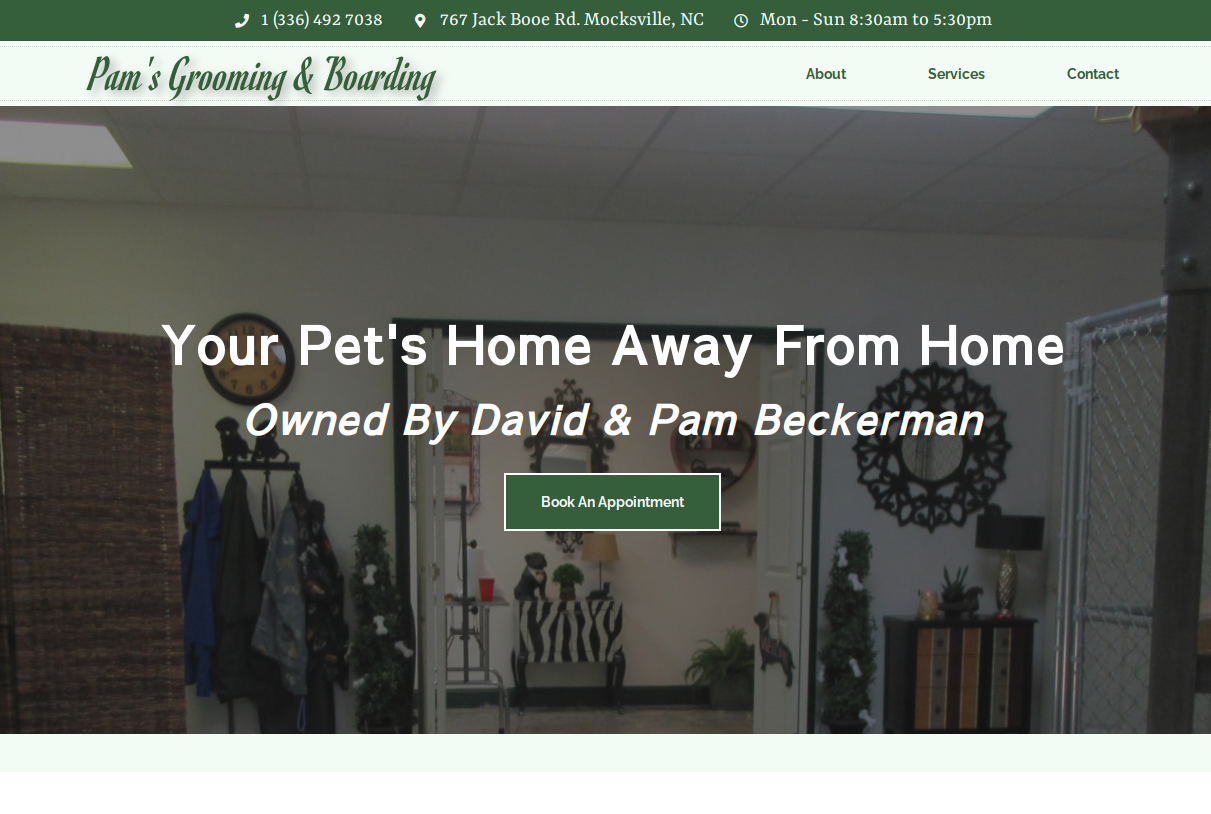 1 (336) 492 7038 767 Jack Booe Rd. Mocksville, NC Mon - Sun 8:30am to 5:30pm
Pam's Grooming & Boarding About Services Contact
Your Pet's Home Away From Home
Owned By David & Pam Beckerman
Book An Appointment